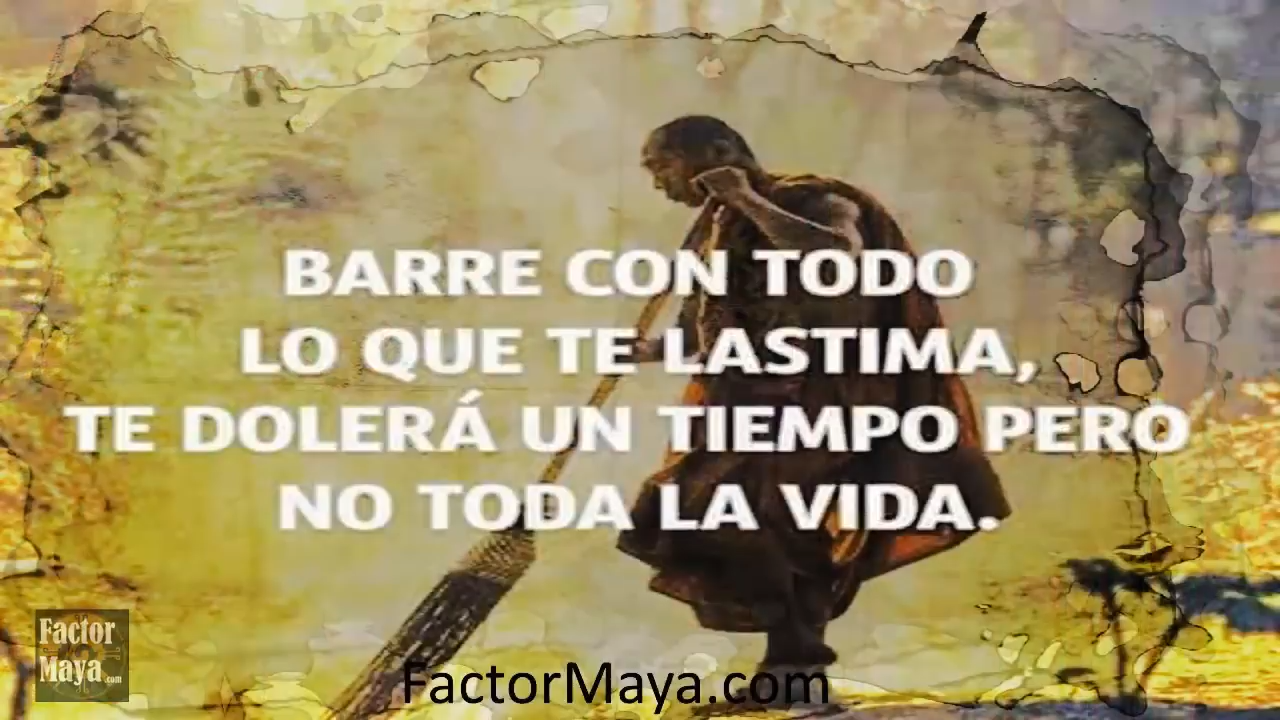 BARRE CON TODO
LO QUE TE LASTIMA,
TE DOLERÁ UN TIEMPO PERO
NO TODA LA VIDA.
Factor
Maya.com
FactorMaya.com